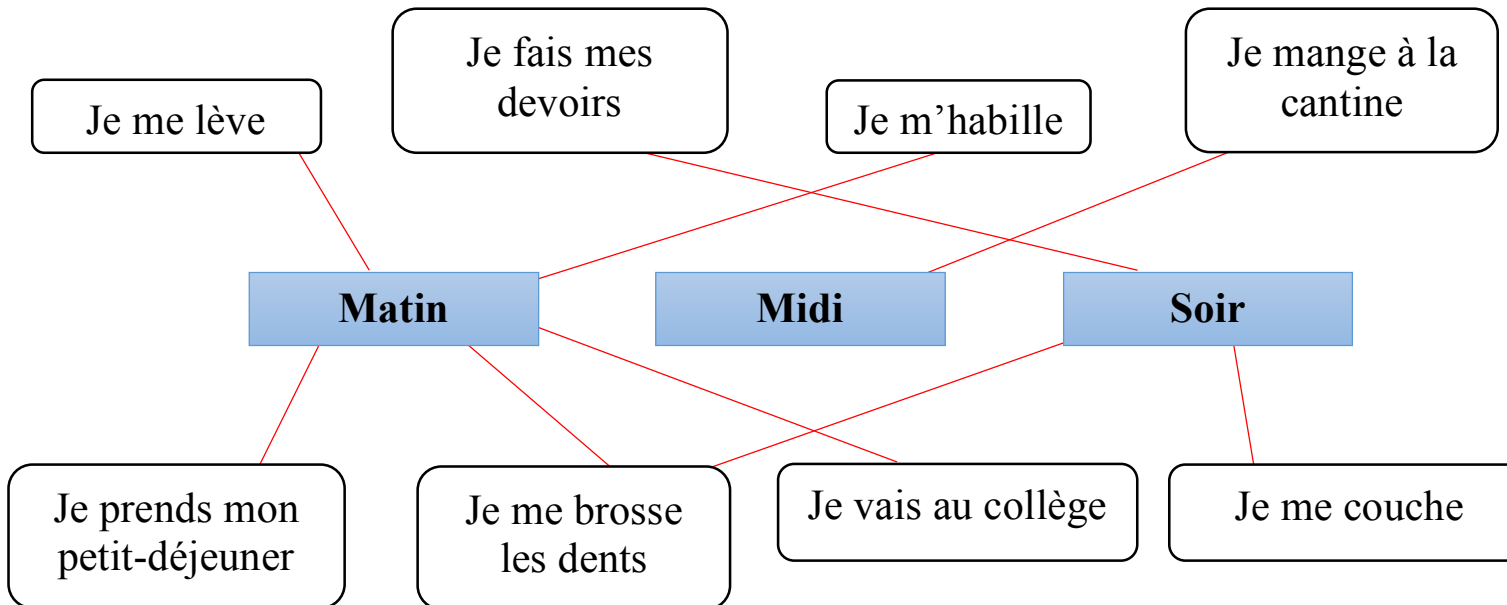 Je me lève
Je fais mes
devoirs
Je m’habille
Je mange à la
cantine
Matin
Midi
Soir
Je prends mon
petit-déjeuner
Je me brosse
les dents
Je vais au collège
Je me couche